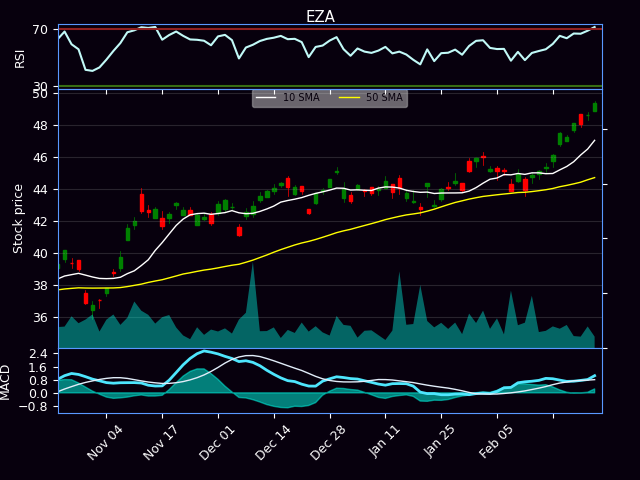 EZA
70
RSI
30
50
10 SMA
50 SMA
48
46
44
Stock price
42
40
38
36
2.4
1.6
MACD
0.8
0.0
−0.8
Nov 04
Nov 17
Dec 01
Dec 14
Dec 28
Jan 11
Jan 25
Feb 05